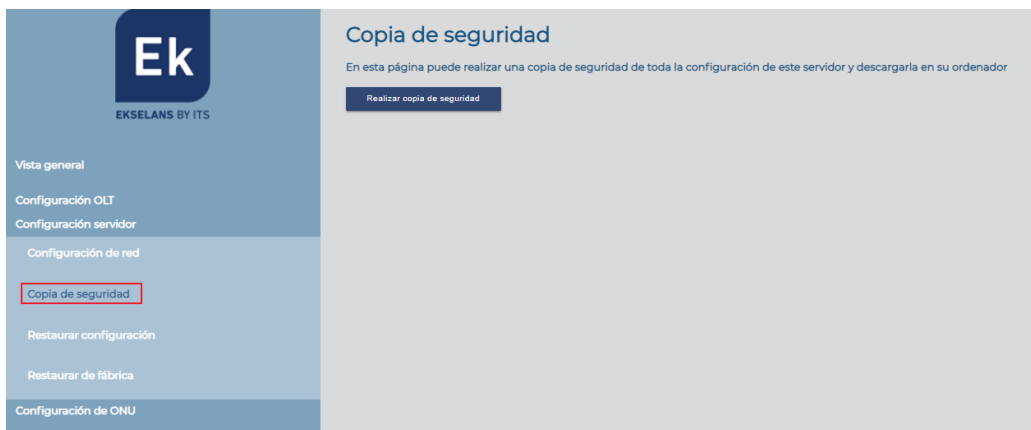 Ek
EKSELANS BY ITS
Vista general
Configuración OLT
Configuración servidor
Configuración de red
Copia de seguridad
Restaurar configuración
Restaurar de fábrica
Configuración de ONU
Copia de seguridad
En esta página puede realizar una copia de seguridad de toda la configuración de este servidor y descargarla en su ordenador
Realizar copia de seguridad